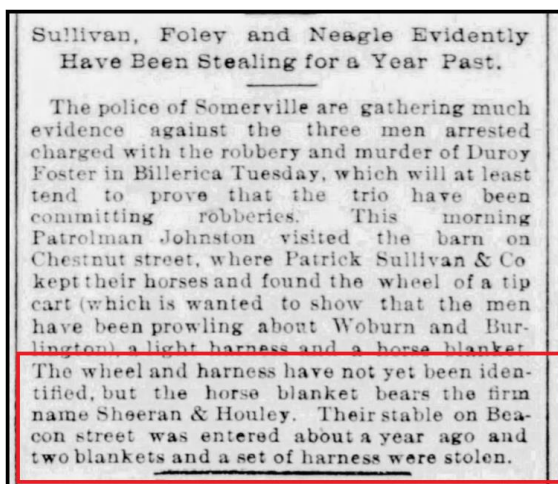 Sullivan, Foley and Neagle Evidently
Have Been Stealing for a Year Past.
The police of Somerville are gathering much
evidence against the three men arrested
charged with the robbery and murder of Duroy
Foster in Billerica Tuesday, which will at least
tend to prove that the trio have been
committing robberies. This morning
Patrolman Johnston visited the barn on
Chestnut street, where Patrick Sullivan & Co
kept their horses and found the wheel of a tip
cart (which is wanted to show that the men
have been prowling about Woburn and Bur-
lington), a light harness and a horse blanket.
The wheel and harness have not yet been iden-
tified, but the horse blanket bears the firm
name Sheeran & Houley. Their stable on Bea-
con street was entered about a year ago and
two blankets and a set of harness were stolen.